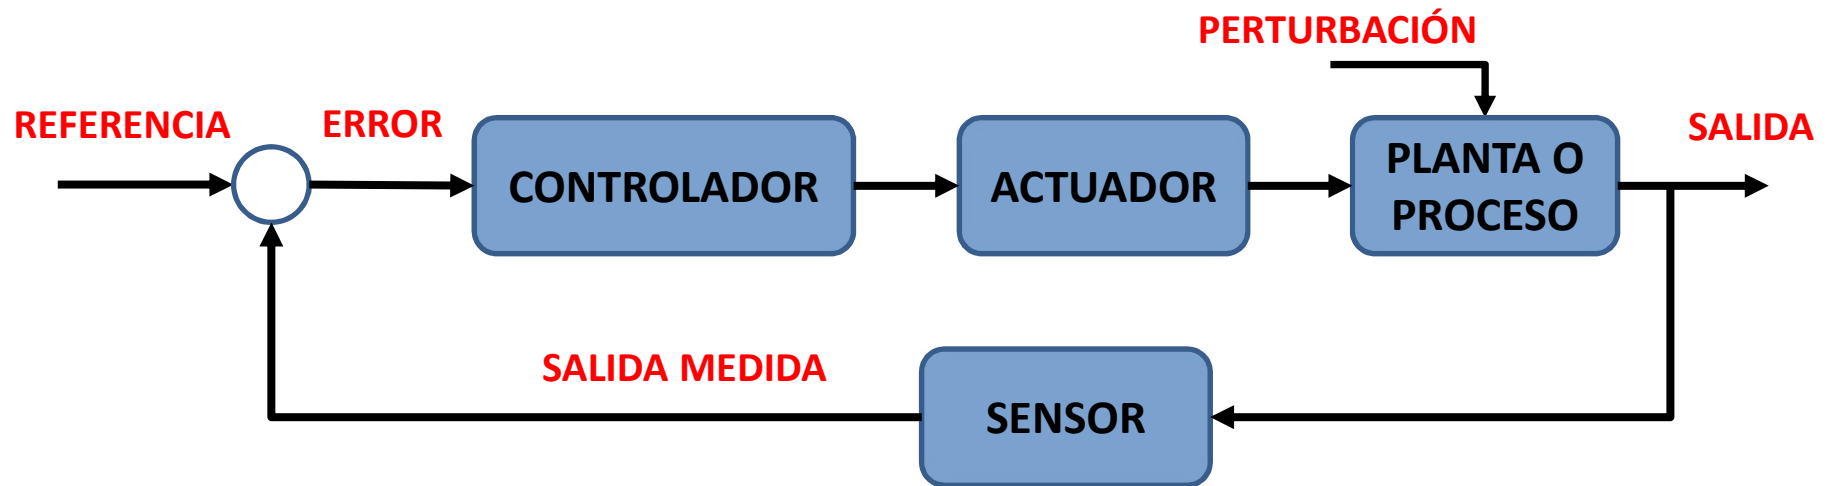 PERTURBACIÓN
REFERENCIA
ERROR
CONTROLADOR
ACTUADOR
PLANTA O
PROCESO
SALIDA
SALIDA MEDIDA
SENSOR